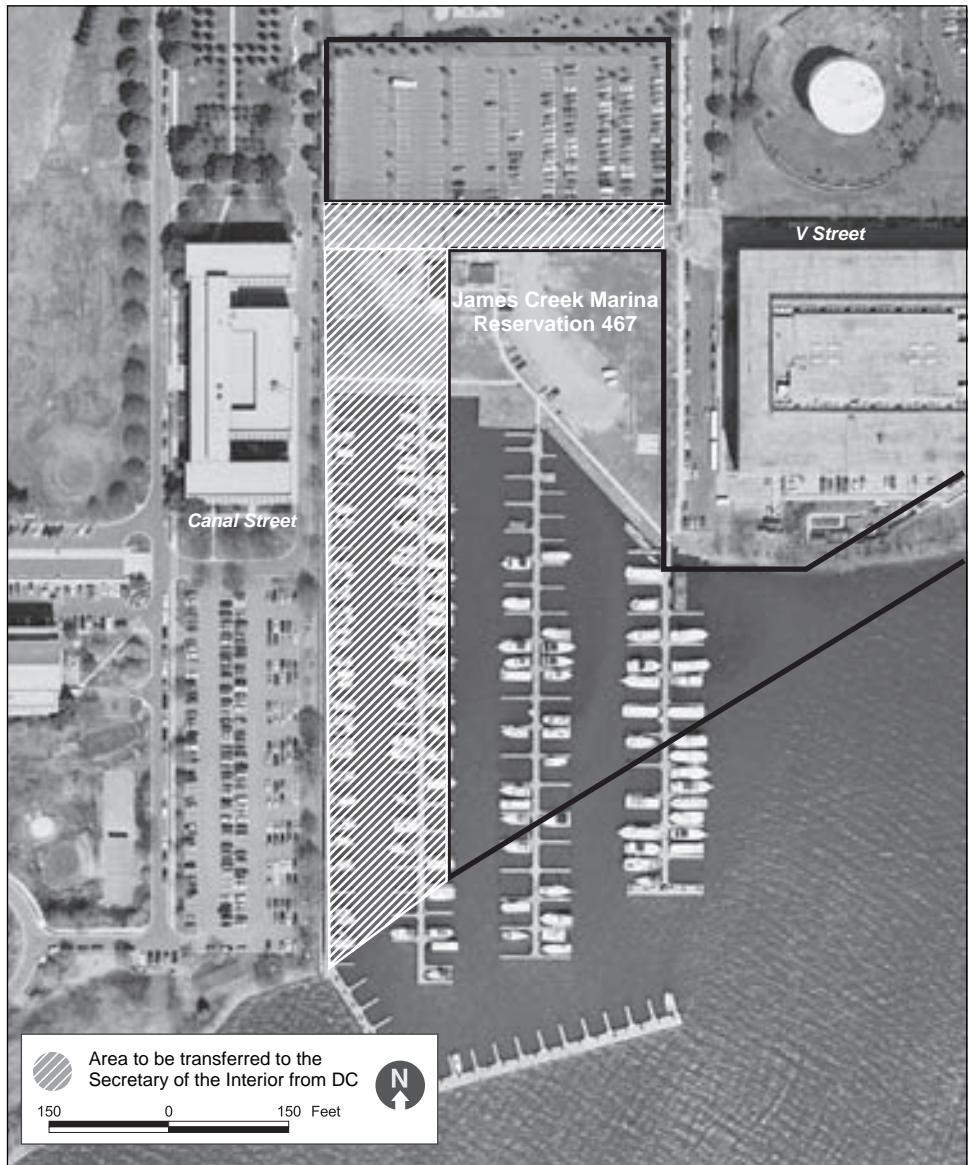 V Street
James Creek Marina
Reservation 467
Canal Street
Area to be transferred to the
Secretary of the Interior from DC
N
150 0 150 Feet